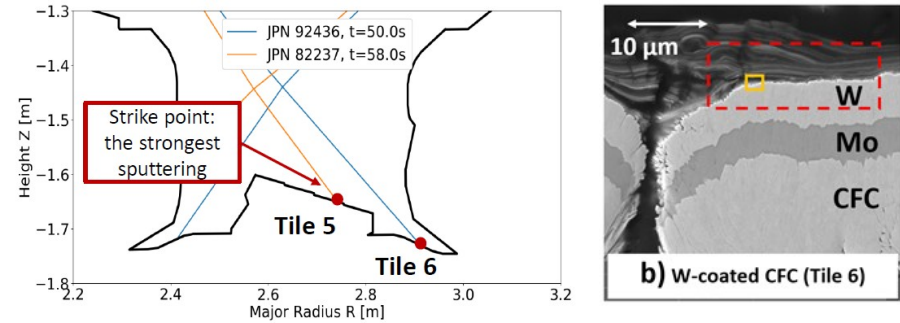 −1.3
−1.4
−1.5
−1.6
−1.7
−1.8
Height Z [m]
2.2 2.4 2.6 2.8 3.0 3.2
Major Radius R [m]
JPN 92436, t=50.0s
JPN 82237, t=58.0s
Strike point:
the strongest
sputtering
Tile 5
Tile 6
10 μm
W
Mo
CFC
b) W-coated CFC (Tile 6)